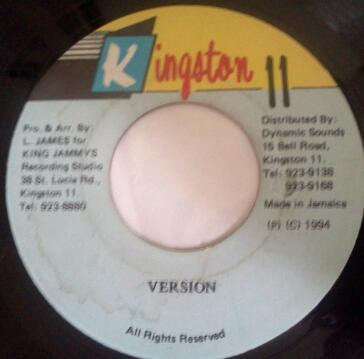 Kingston 11
Pro. & Arr. By:
L. JAMES for
KING JAMMYS
Recording Studio
38 St. Lucia Rd.,
Kingston 11.
Tel: 923-8880
Distributed By:
Dynamic Sounds
15 Bell Road,
Kingston 11.
Tel: 923-9138
923-9168
Made in Jamaica
(P) (C) 1994
VERSION
All Rights Reserved